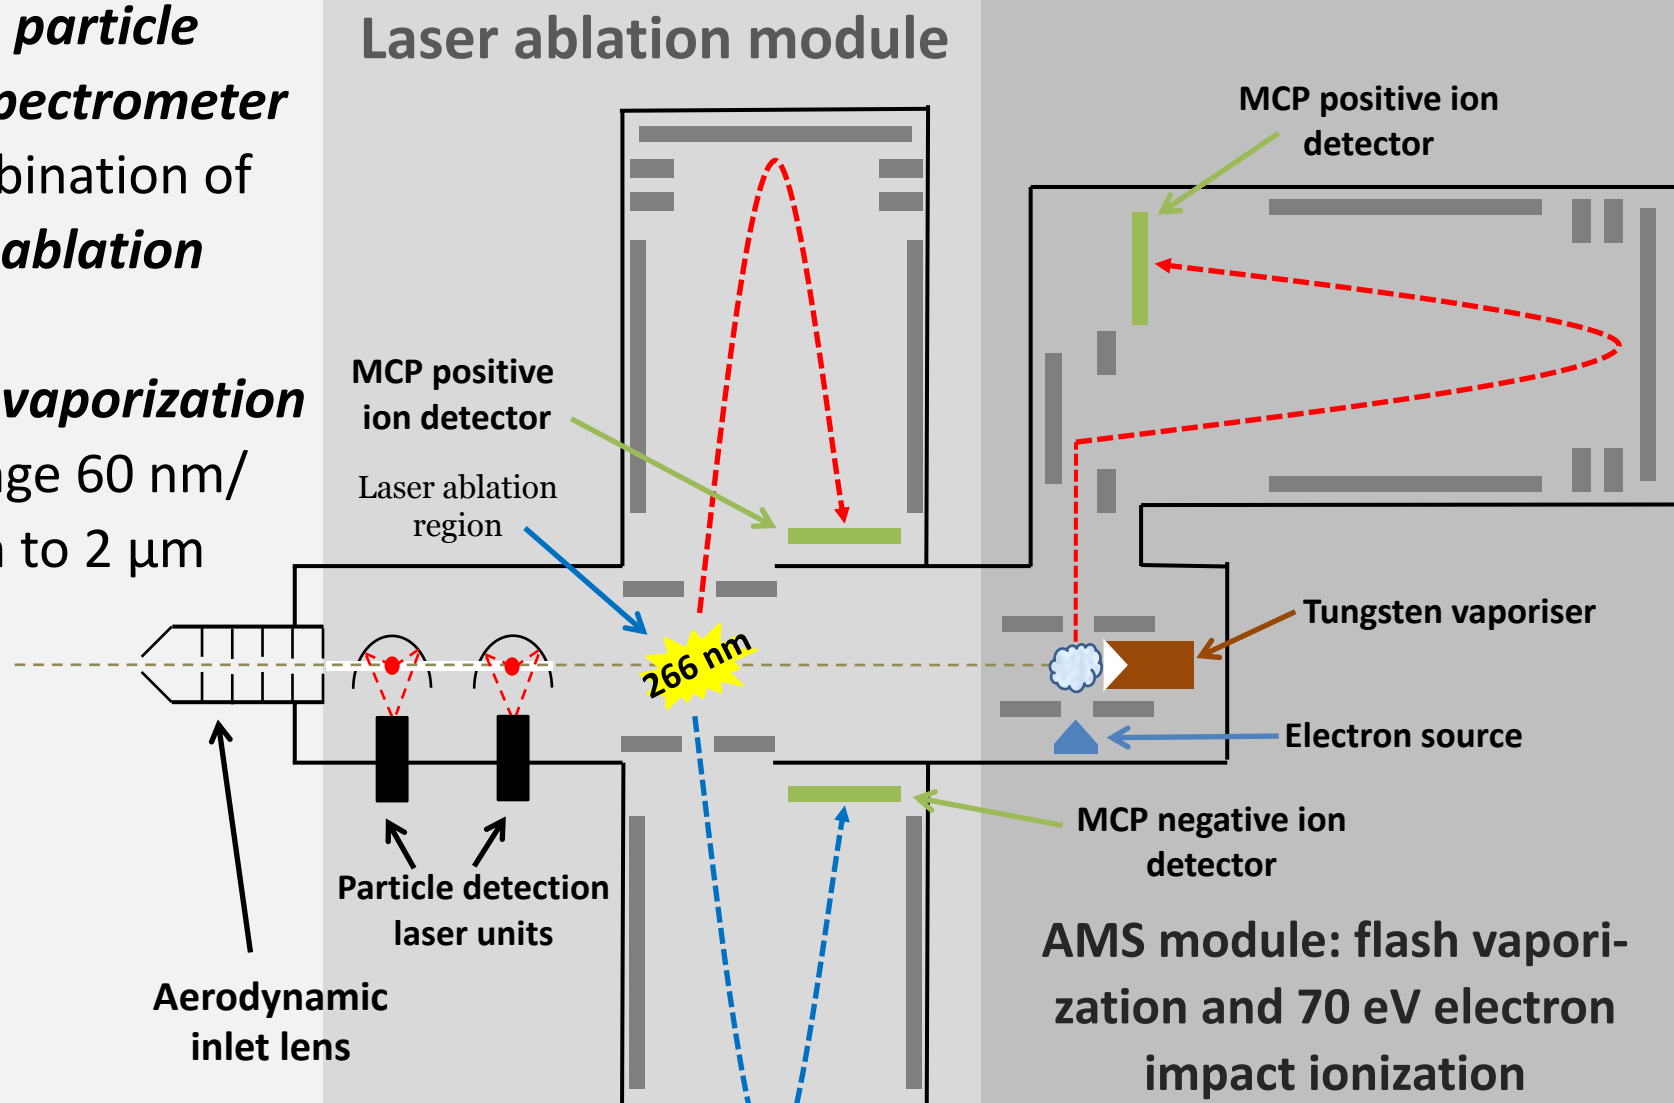 particle
pectrometer
bination of
ablation
vaporization
nge 60 nm/
to 2 µm
Laser ablation module
MCP positive
ion detector
Laser ablation
region
266 nm
Particle detection
laser units
Aerodynamic
inlet lens
MCP positive ion
detector
Tungsten vaporiser
Electron source
MCP negative ion
detector
AMS module: flash vapori-
zation and 70 eV electron
impact ionization